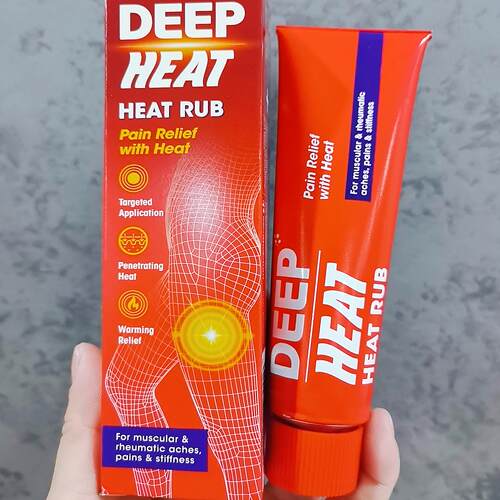 DEEP
HEAT
HEAT RUB
Pain Relief
with Heat
Targeted
Application
Penetrating
Heat
Warming
Relief
For muscular &
rheumatic aches,
pains & stiffness
DEEP
HEAT
HEAT RUB
Pain Relief
with Heat
For muscular & rheumatic
aches, pains & stiffness